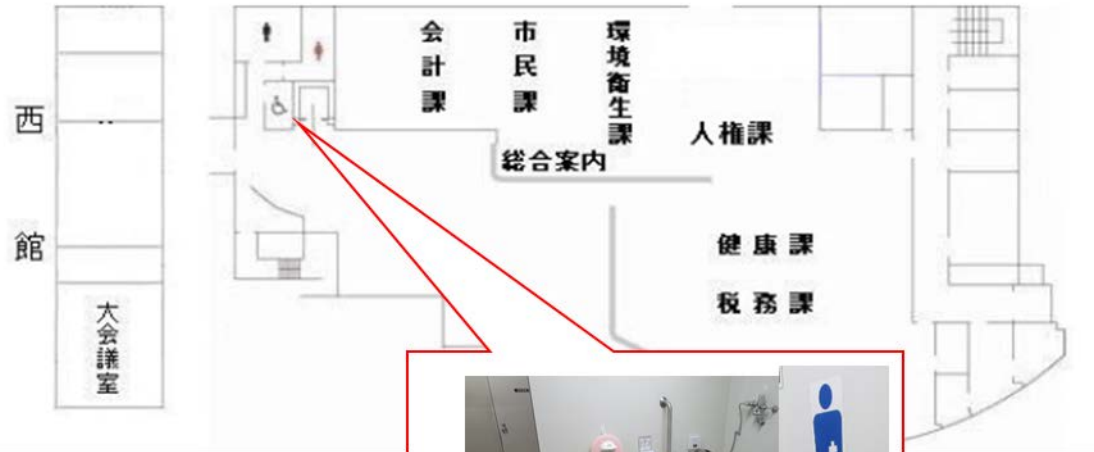 西館
大会議室
会計課
市民課
環境衛生課
人権課
総合案内
健康課
税務課